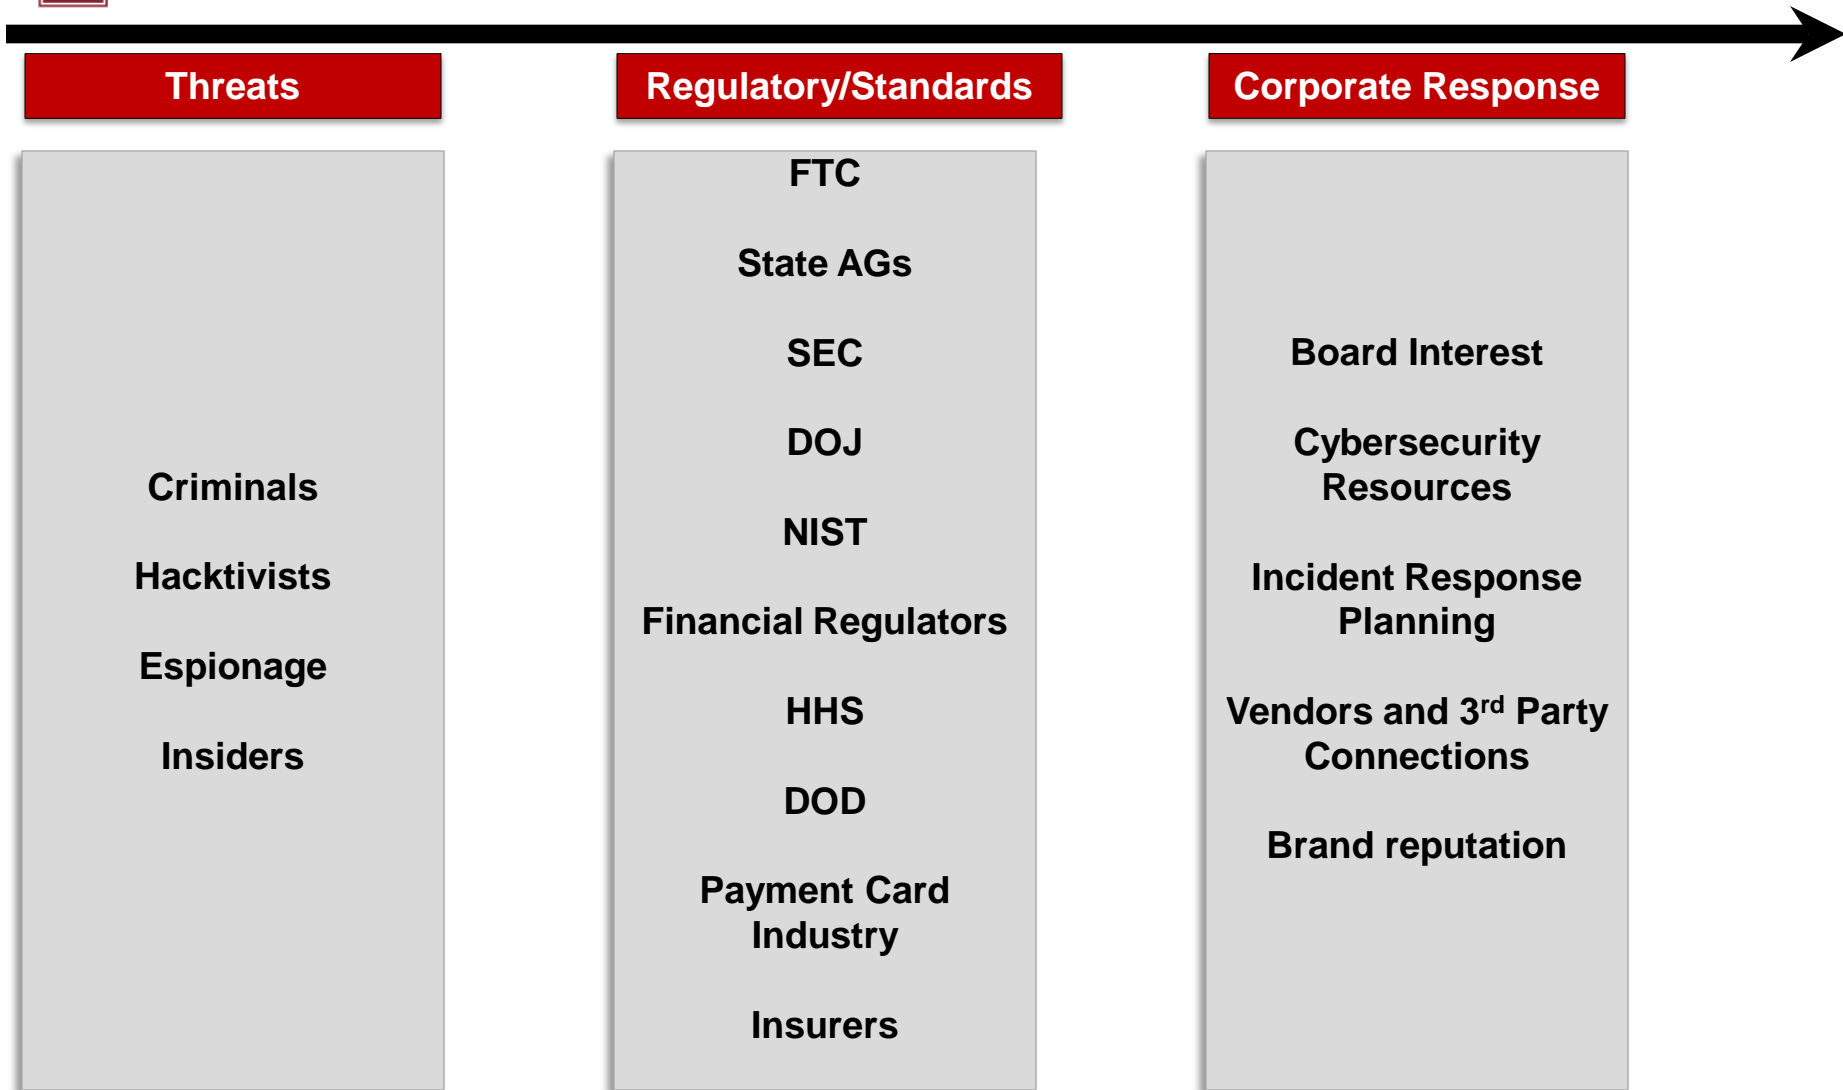 Threats
Criminals
Hacktivists
Espionage
Insiders
Regulatory/Standards
FTC
State AGs
SEC
DOJ
NIST
Financial Regulators
HHS
DOD
Payment Card
Industry
Insurers
Corporate Response
Board Interest
Cybersecurity
Resources
Incident Response
Planning
Vendors and 3rd Party
Connections
Brand reputation